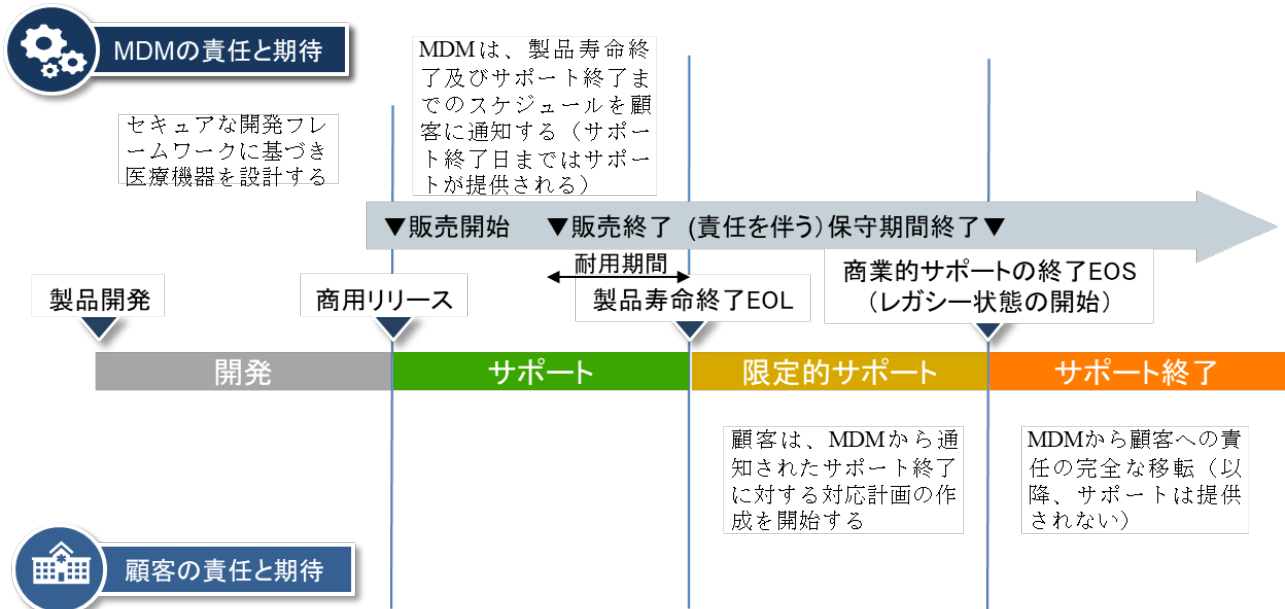 MDMの責任と期待
セキュアな開発フレ
ームワークに基づき
医療機器を設計する
MDMは、製品寿命終
了及びサポート終了ま
でのスケジュールを顧
客に通知する（サポー
ト終了日まではサポー
トが提供される）
▼販売開始 ▼販売終了 (責任を伴う)保守期間終了▼
耐用期間
製品開発
商用リリース
製品寿命終了EOL
商業的サポートの終了EOS
（レガシー状態の開始）
開発 サポート 限定的サポート サポート終了
顧客は、MDMから通
知されたサポート終了
に対する対応計画の作
成を開始する
MDMから顧客への責
任の完全な移転（以
降、サポートは提供
されない）
顧客の責任と期待